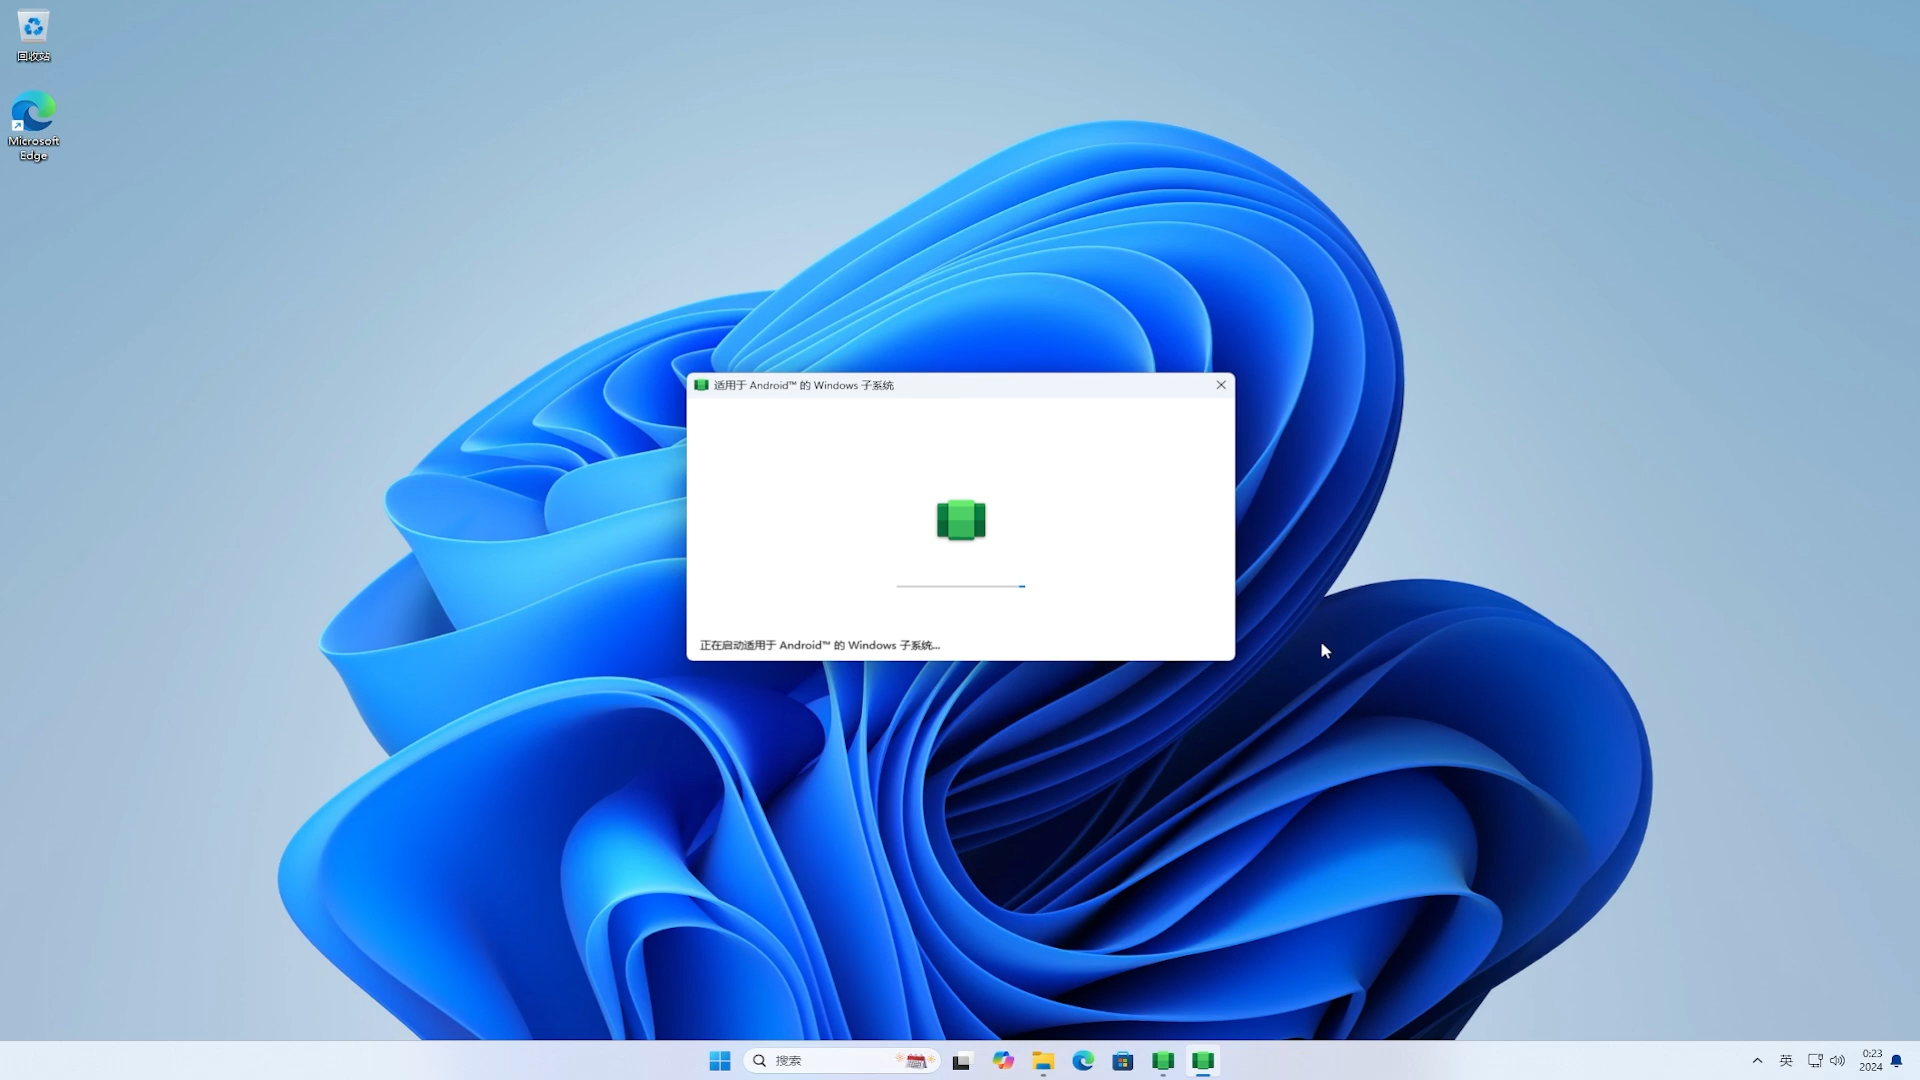 回收站
Microsoft
Edge
适用于 Android™ 的 Windows 子系统
正在启动适用于 Android™ 的 Windows 子系统...
搜索
英
0:23
2024